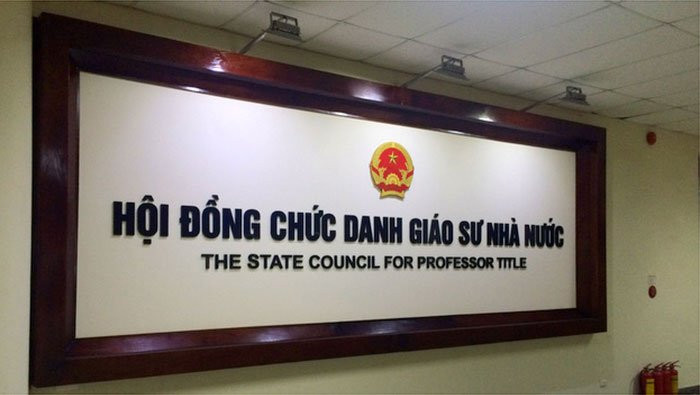 HỘI ĐỒNG CHỨC DANH GIÁO SƯ NHÀ NƯỚC
THE STATE COUNCIL FOR PROFESSOR TITLE